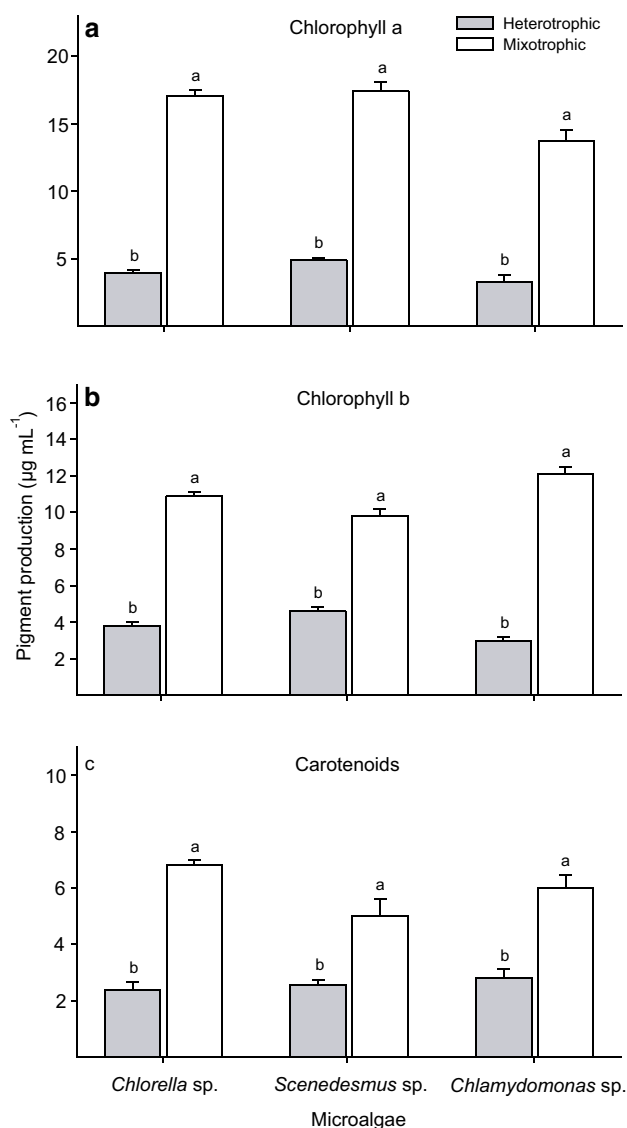 a
Chlorophyll a
Heterotrophic
Mixotrophic
20
15
10
5
b
a
b
a
b
a
b
Chlorophyll b
16
14
12
10
8
6
4
2
b
a
b
a
b
a
Pigment production (µg mL⁻¹)
c
Carotenoids
10
8
6
4
2
b
a
b
a
b
a
Chlorella sp.
Scenedesmus sp.
Chlamydomonas sp.
Microalgae